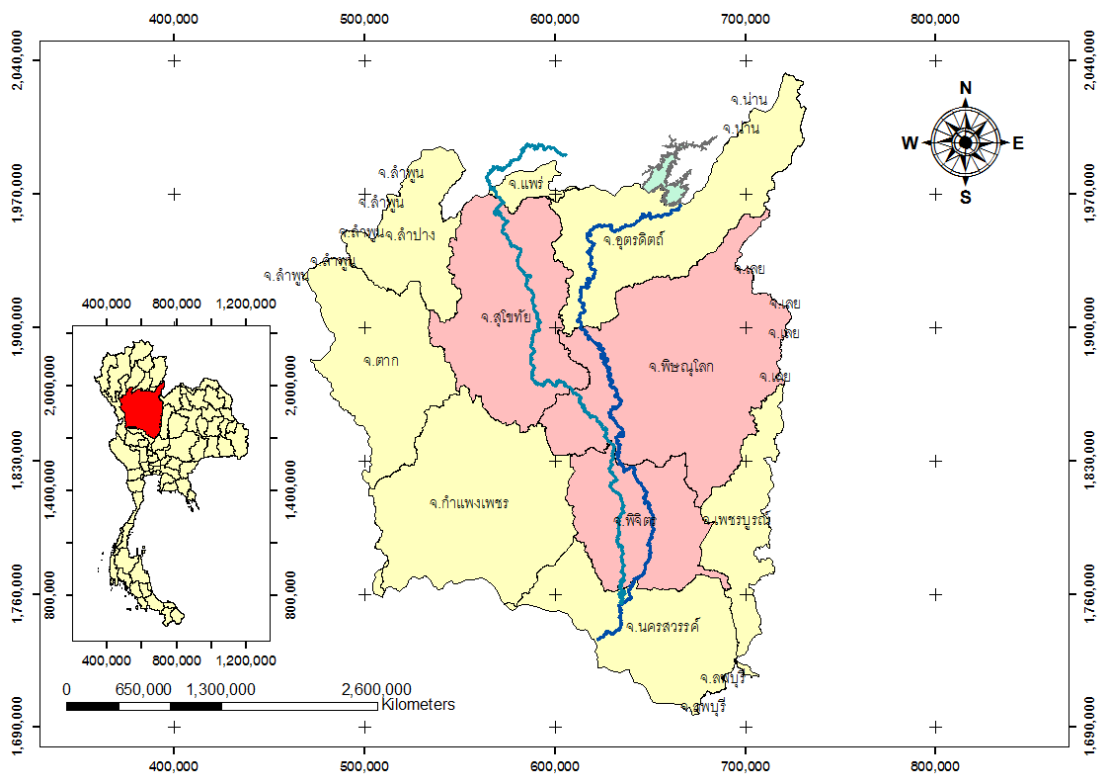 400,000 500,000 600,000 700,000 800,000
2,040,000 2,040,000
N
W E
S
จ.น่าน
จ.น่าน
จ.ลำพูน
จ.แพร่
1,970,000 1,970,000
จ.ลำพูน
จ.ลำพูน
จ.ลำปาง
จ.อุตรดิตถ์
จ.ลำพูน
จ.ลำพูน
จ.เลย
จ.เลย
จ.สุโขทัย
1,900,000 1,900,000
จ.เลย
จ.ตาก
จ.พิษณุโลก
จ.เลย
1,830,000 1,830,000
จ.กำแพงเพชร
จ.พิจิตร
จ.เพชรบูรณ์
1,760,000 1,760,000
จ.นครสวรรค์
จ.ลพบุรี
จ.ลพบุรี
1,690,000 1,690,000
400,000 800,000 1,200,000
2,000,000 2,000,000
1,400,000 1,400,000
800,000 800,000
400,000 800,000 1,200,000
0 650,000 1,300,000 2,600,000
Kilometers
400,000 500,000 600,000 700,000 800,000